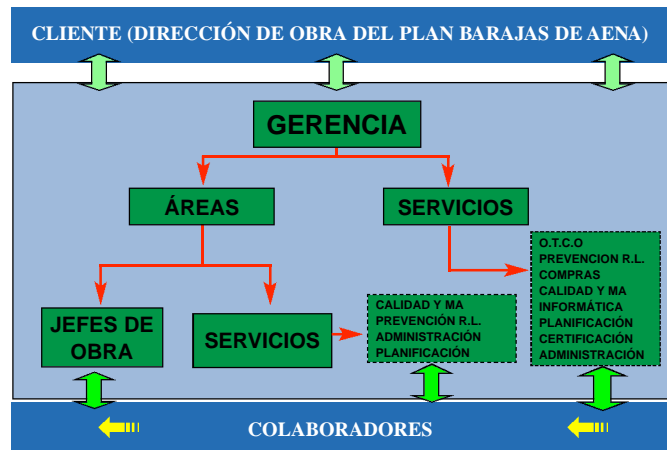 CLIENTE (DIRECCIÓN DE OBRA DEL PLAN BARAJAS DE AENA)
GERENCIA
ÁREAS
SERVICIOS
O.T.C.O
PREVENCION R.L.
COMPRAS
CALIDAD Y MA
INFORMÁTICA
PLANIFICACIÓN
CERTIFICACIÓN
ADMINISTRACIÓN
JEFES DE
OBRA
SERVICIOS
CALIDAD Y MA
PREVENCIÓN R.L.
ADMINISTRACIÓN
PLANIFICACIÓN
COLABORADORES